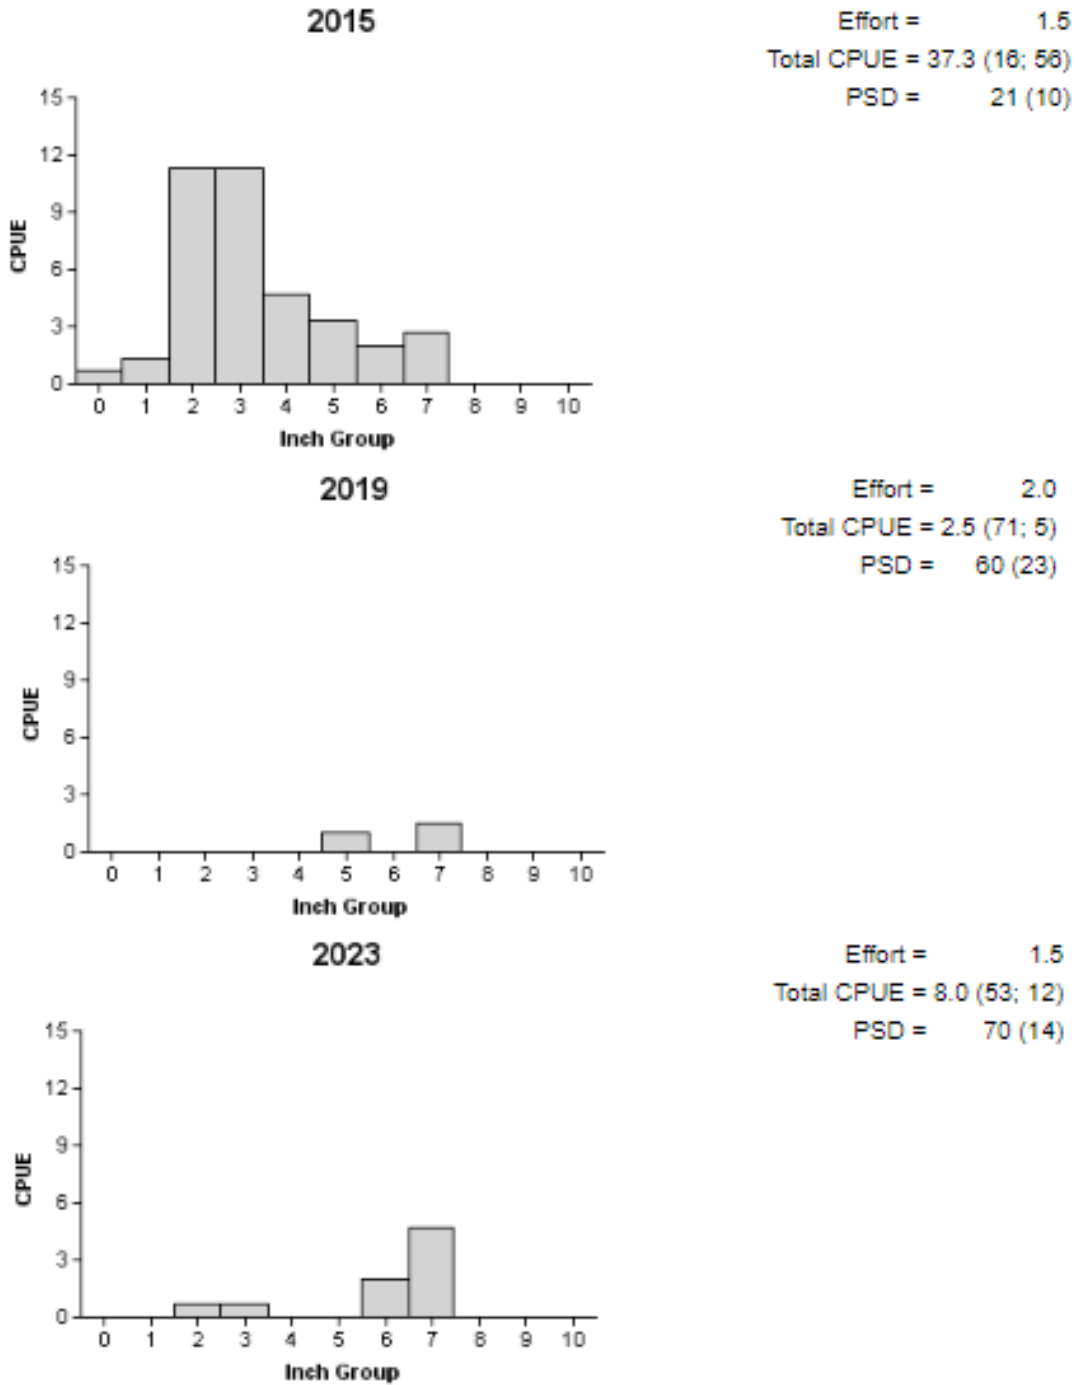 2015
Effort = 1.5
Total CPUE = 37.3 (16; 56)
PSD = 21 (10)
15
12
9
6
3
0
CPUE
0 1 2 3 4 5 6 7 8 9 10
Inch Group
2019
Effort = 2.0
Total CPUE = 2.5 (71; 5)
PSD = 60 (23)
15
12
9
6
3
0
CPUE
0 1 2 3 4 5 6 7 8 9 10
Inch Group
2023
Effort = 1.5
Total CPUE = 8.0 (53; 12)
PSD = 70 (14)
15
12
9
6
3
0
CPUE
0 1 2 3 4 5 6 7 8 9 10
Inch Group